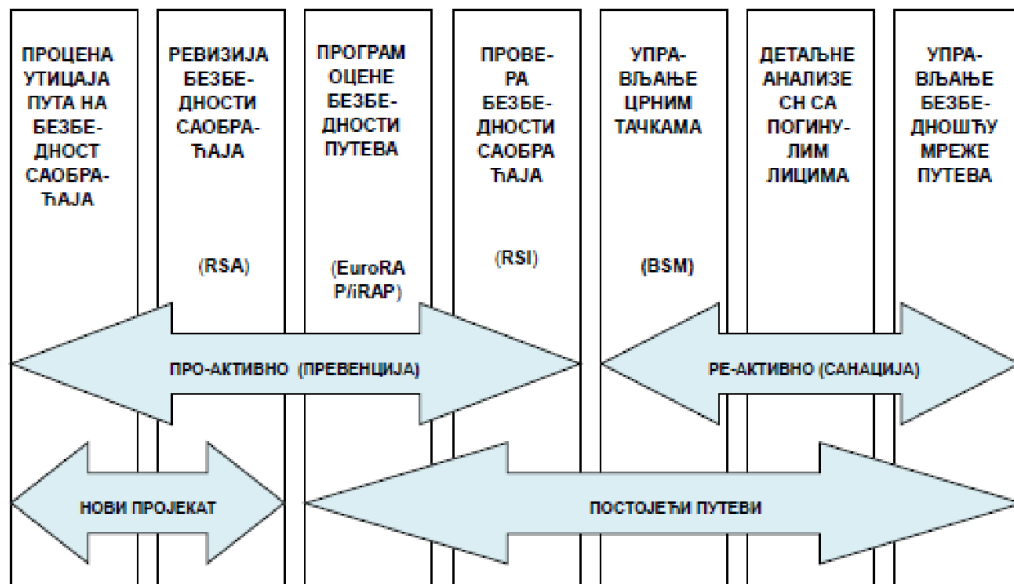 ПРОЦЕНА
УТИЦАЈА
ПУТА НА
БЕЗБЕ-
ДНОСТ
САОБРА-
ЋАЈА
РЕВИЗИЈА
БЕЗБЕ-
ДНОСТИ
САОБРА-
ЋАЈА
(RSA)
ПРОГРАМ
ОЦЕНЕ
БЕЗБЕ-
ДНОСТИ
ПУТЕВА
(EuroRA
P/iRAP)
ПРОВЕ-
РА
БЕЗБЕ-
ДНОСТИ
САОБРА
ЋАЈА
(RSI)
УПРА-
ВЉАЊЕ
ЦРНИМ
ТАЧКАМА
(BSM)
ДЕТАЉНЕ
АНАЛИЗЕ
СН СА
ПОГИНУ-
ЛИМ
ЛИЦИМА
УПРА-
ВЉАЊЕ
БЕЗБЕ-
ДНОШЋУ
МРЕЖЕ
ПУТЕВА
ПРО-АКТИВНО (ПРЕВЕНЦИЈА)
РЕ-АКТИВНО (САНАЦИЈА)
НОВИ ПРОЈЕКАТ
ПОСТОЈЕЋИ ПУТЕВИ